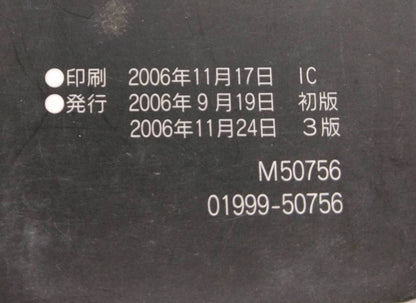 ●印刷 2006年11月17日 IC
●発行 2006年9月19日 初版
2006年11月24日 3版
M50756
01999-50756